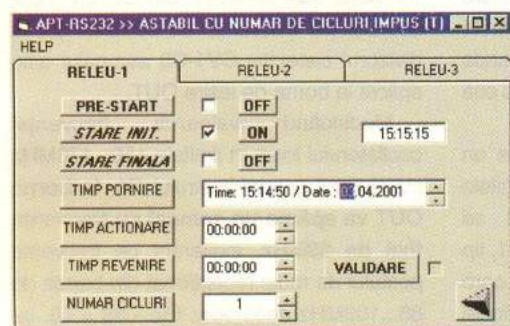 APT-RS232 >> ASTABIL CU NUMAR DE CICLURI IMPUS (T)
HELP
RELEU-1 RELEU-2 RELEU-3
PRE-START OFF
STARE INIT. ON 15:15:15
STARE FINALA OFF
TIMP PORNIRE Time: 15:14:50 / Date : .04.2001
TIMP ACTIONARE 00:00:00
TIMP REVENIRE 00:00:00 VALIDARE
NUMAR CICLURI 1